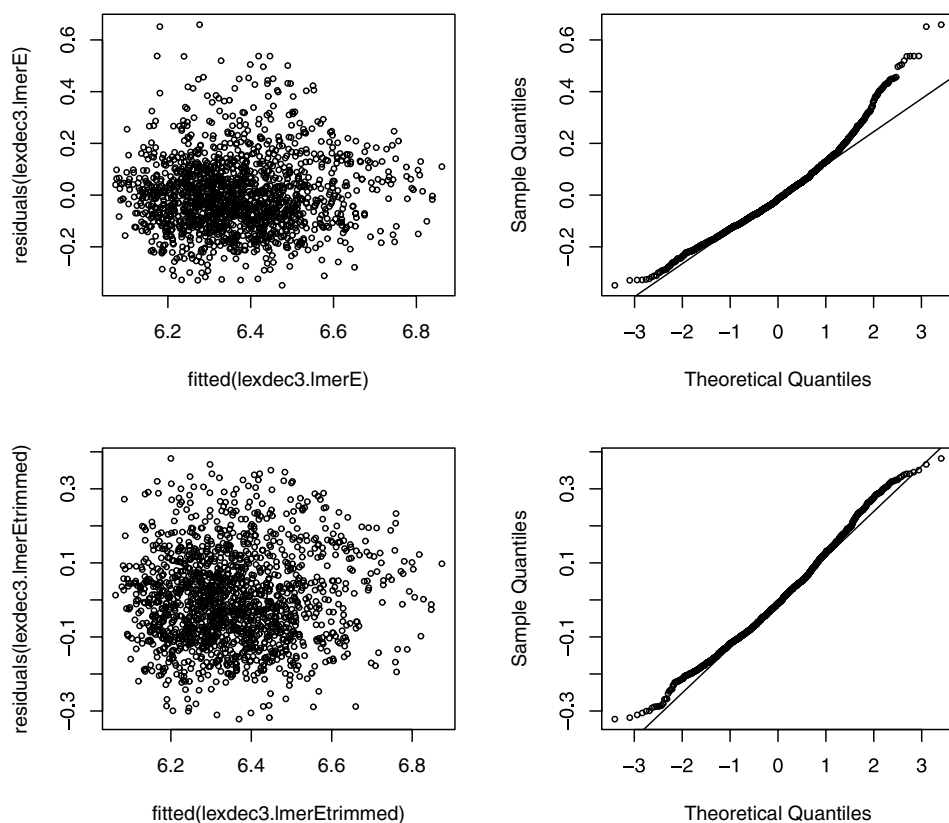 residuals(lexdec3.lmerE)
0.6
0.4
0.2
0.0
−0.2
6.2 6.4 6.6 6.8
fitted(lexdec3.lmerE)
Sample Quantiles
0.6
0.4
0.2
0.0
−0.2
−3 −2 −1 0 1 2 3
Theoretical Quantiles
residuals(lexdec3.lmerEtrimmed)
0.3
0.1
−0.1
−0.3
6.2 6.4 6.6 6.8
fitted(lexdec3.lmerEtrimmed)
Sample Quantiles
0.3
0.1
−0.1
−0.3
−3 −2 −1 0 1 2 3
Theoretical Quantiles